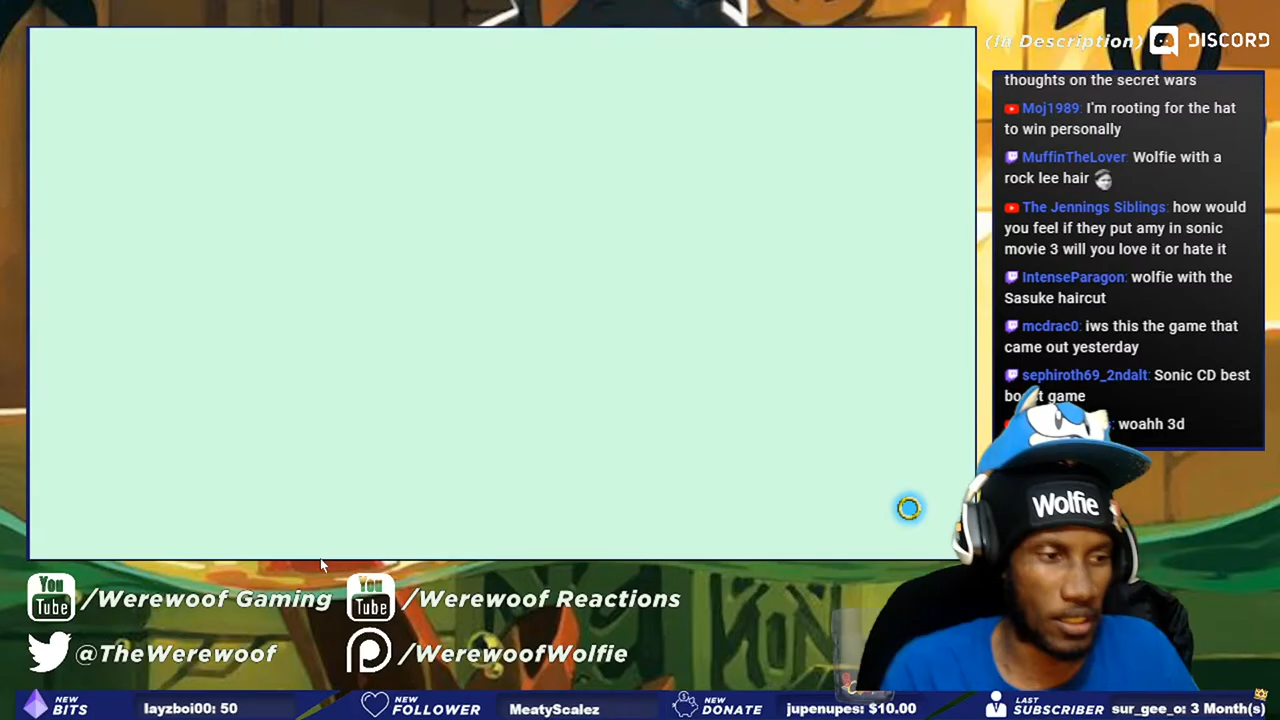 (In Description) DISCORD
thoughts on the secret wars
Moj1989: I'm rooting for the hat
to win personally
MuffinTheLover: Wolfie with a
rock lee hair
The Jennings Siblings: how would
you feel if they put amy in sonic
movie 3 will you love it or hate it
IntenseParagon: wolfie with the
Sasuke haircut
mcdrac0: iws this the game that
came out yesterday
sephiroth69_2ndalt: Sonic CD best
game
: woahh 3d
Wolfie
You Tube /Werewoof Gaming
You Tube /Werewoof Reactions
@TheWerewoof
/WerewoofWolfie
NEW BITS
layzboi00: 50
NEW FOLLOWER
MeatyScalez
NEW DONATE
jupenupes: $10.00
LAST SUBSCRIBER
sur_gee_o: 3 Month(s)